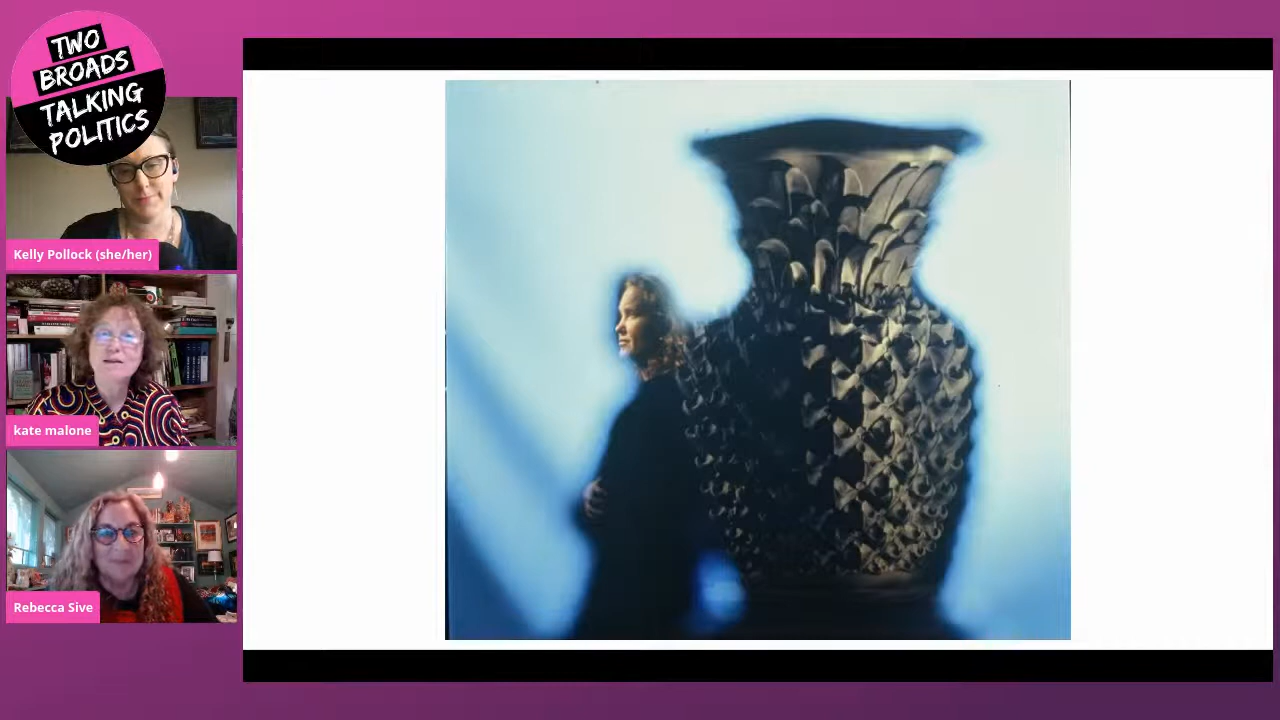 TWO
BROADS
TALKING
POLITICS
Kelly Pollock (she/her)
kate malone
Rebecca Sive